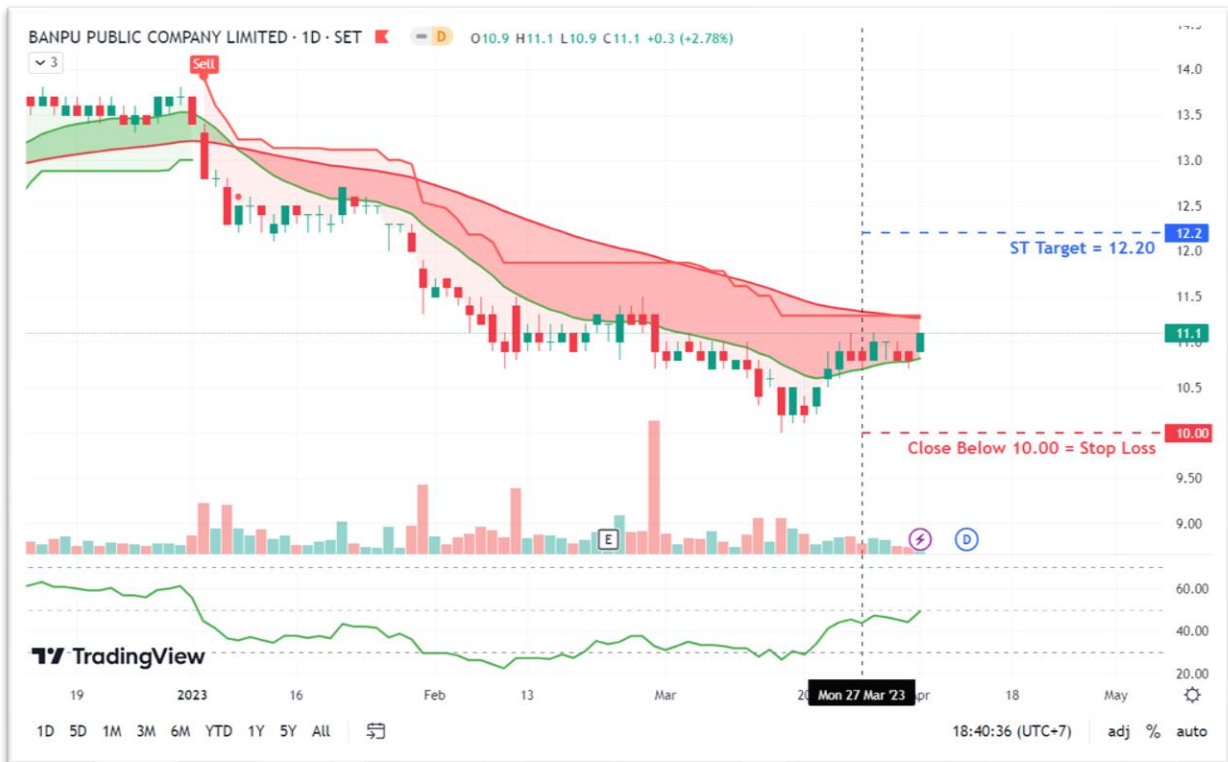 BANPU PUBLIC COMPANY LIMITED · 1D · SET D O10.9 H11.1 L10.9 C11.1 +0.3 (+2.78%)
3
Sell
14.0
13.5
13.0
12.5
12.2
12.0
ST Target = 12.20
11.5
11.1
11.0
10.5
10.00
Close Below 10.00 = Stop Loss
9.50
9.00
E D
60.00
40.00
20.00
TradingView
19 2023 16 Feb 13 Mar Mon 27 Mar '23 18 May
1D 5D 1M 3M 6M YTD 1Y 5Y All 18:40:36 (UTC+7) adj % auto